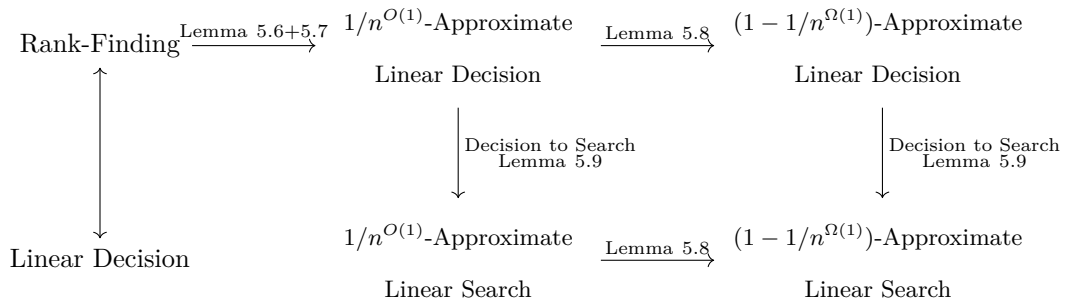 Rank-Finding
Lemma 5.6+5.7
1/n^{O(1)}-Approximate
Linear Decision
Lemma 5.8
(1 − 1/n^{Ω(1)})-Approximate
Linear Decision
Decision to Search
Lemma 5.9
Decision to Search
Lemma 5.9
Linear Decision
1/n^{O(1)}-Approximate
Linear Search
Lemma 5.8
(1 − 1/n^{Ω(1)})-Approximate
Linear Search